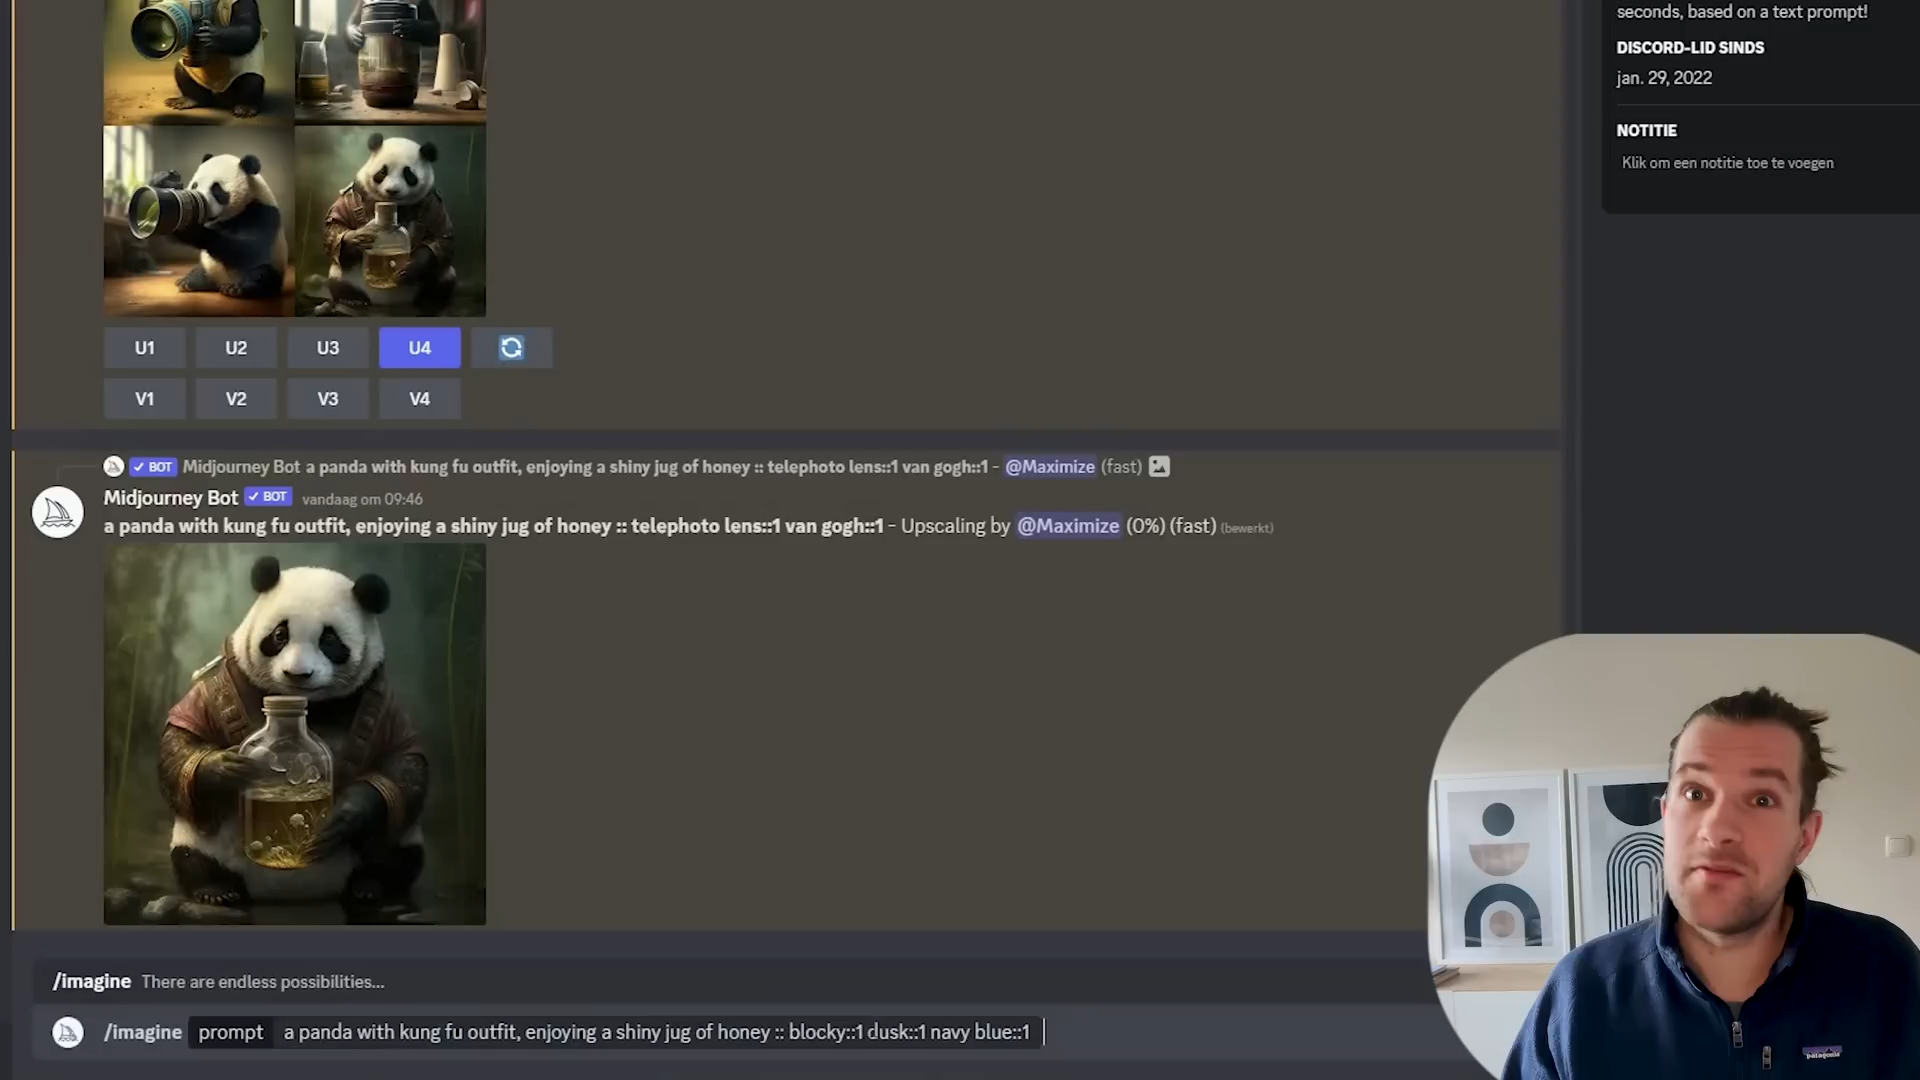 seconds, based on a text prompt!
DISCORD-LID SINDS
jan. 29, 2022
NOTITIE
Klik om een notitie toe te voegen
U1 U2 U3 U4
V1 V2 V3 V4
✓ BOT Midjourney Bot a panda with kung fu outfit, enjoying a shiny jug of honey :: telephoto lens::1 van gogh::1 - @Maximize (fast)
Midjourney Bot ✓ BOT vandaag om 09:46
a panda with kung fu outfit, enjoying a shiny jug of honey :: telephoto lens::1 van gogh::1 - Upscaling by @Maximize (0%) (fast) (bewerkt)
/imagine There are endless possibilities...
/imagine prompt a panda with kung fu outfit, enjoying a shiny jug of honey :: blocky::1 dusk::1 navy blue::1
patagonia